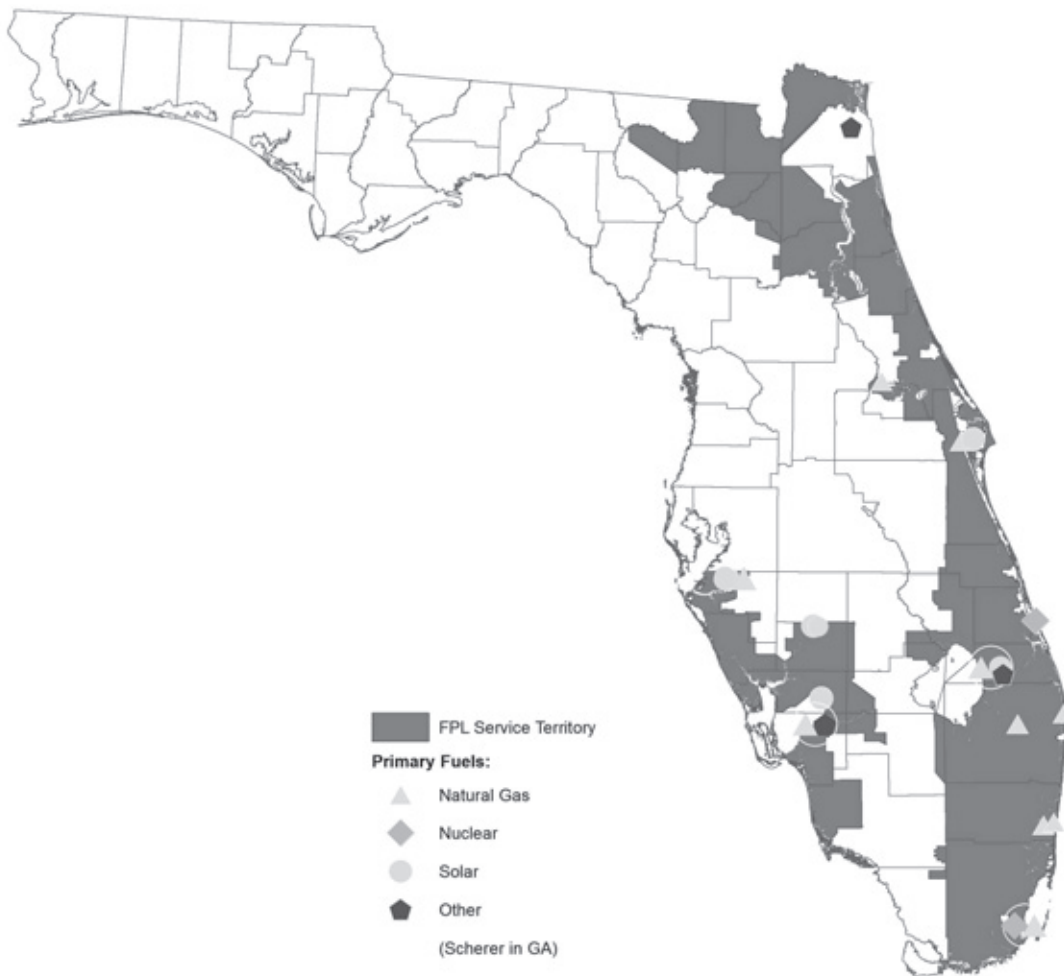 FPL Service Territory
Primary Fuels:
Natural Gas
Nuclear
Solar
Other
(Scherer in GA)